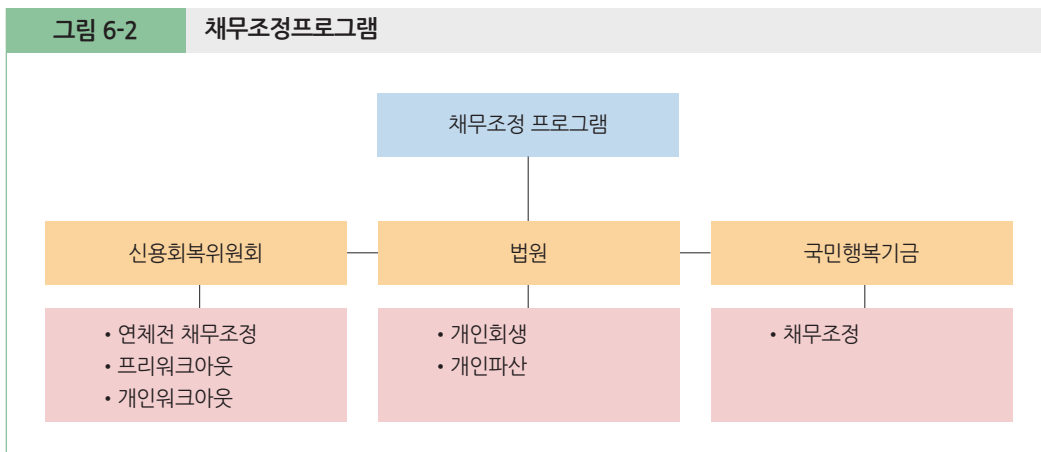 그림 6-2
채무조정프로그램
채무조정 프로그램
신용회복위원회
법원
국민행복기금
• 연체전 채무조정
• 프리워크아웃
• 개인워크아웃
• 개인회생
• 개인파산
• 채무조정